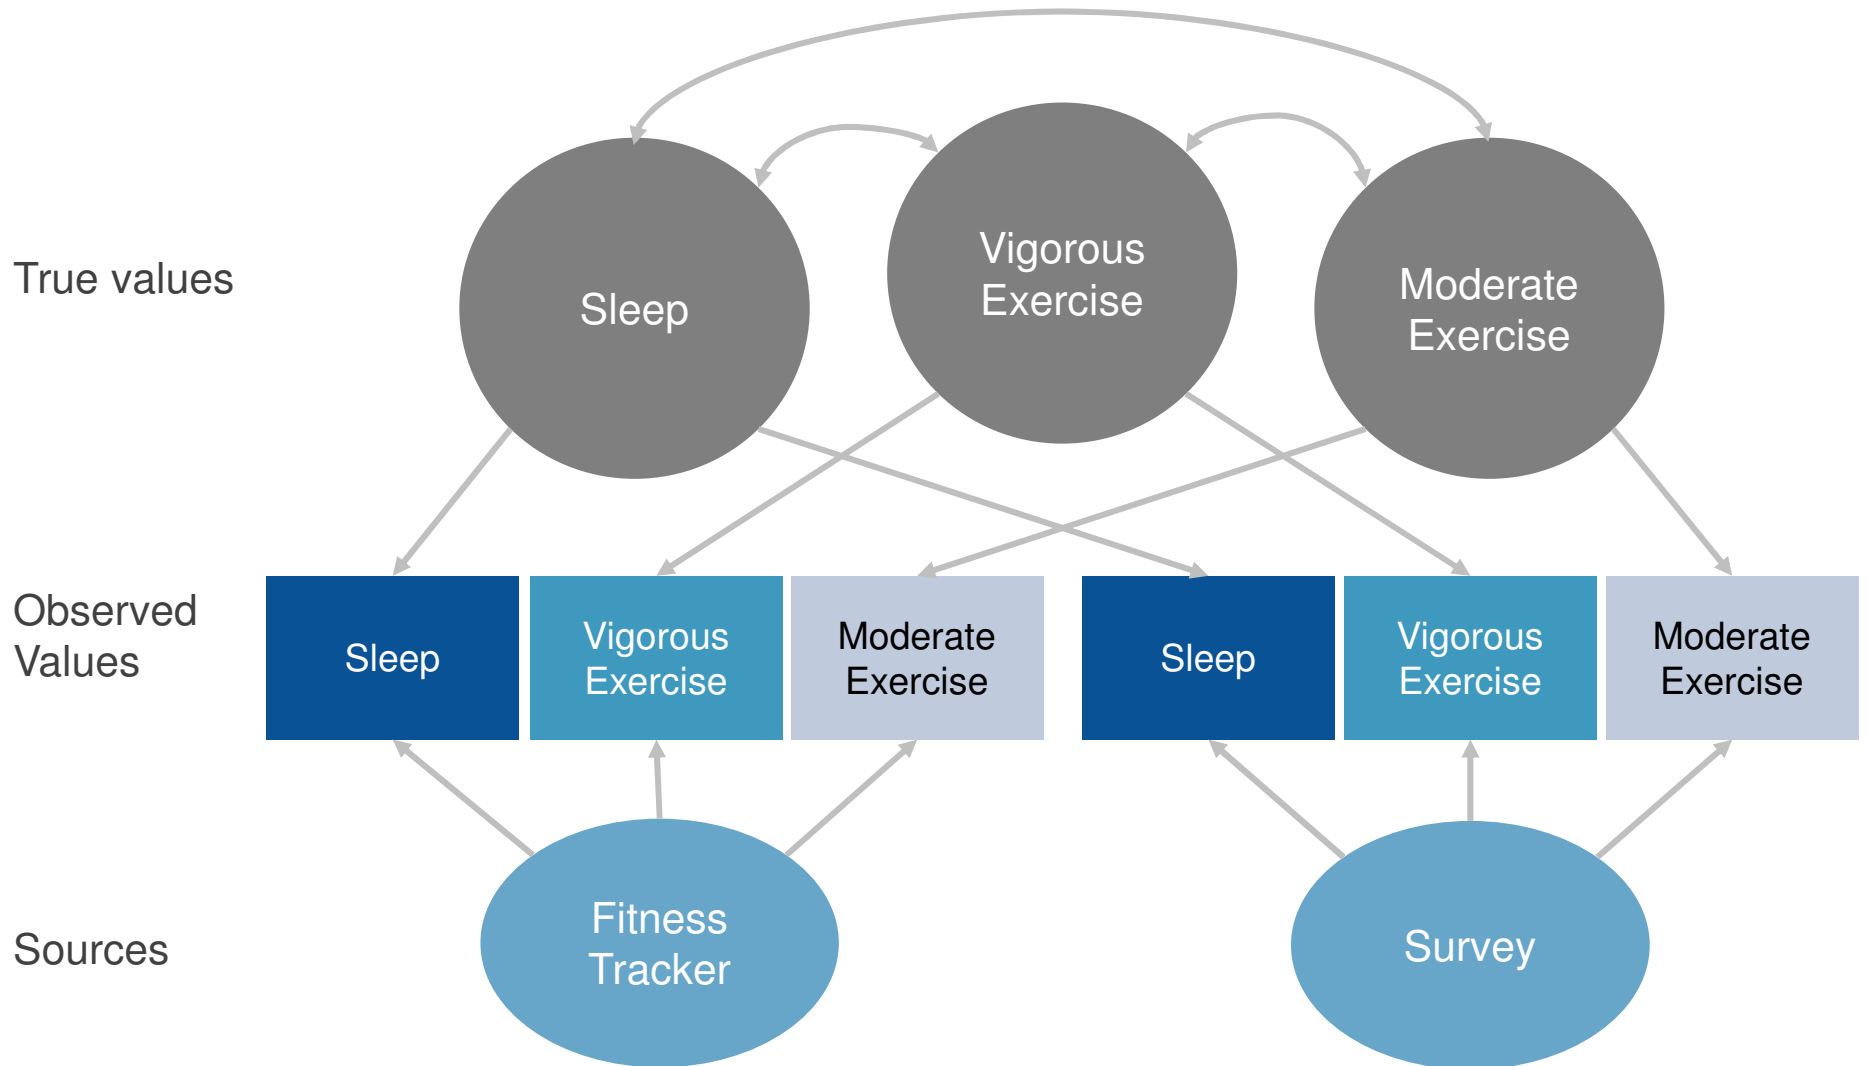 True values
Sleep
Vigorous
Exercise
Moderate
Exercise
Observed
Values
Sleep
Vigorous
Exercise
Moderate
Exercise
Sleep
Vigorous
Exercise
Moderate
Exercise
Sources
Fitness
Tracker
Survey